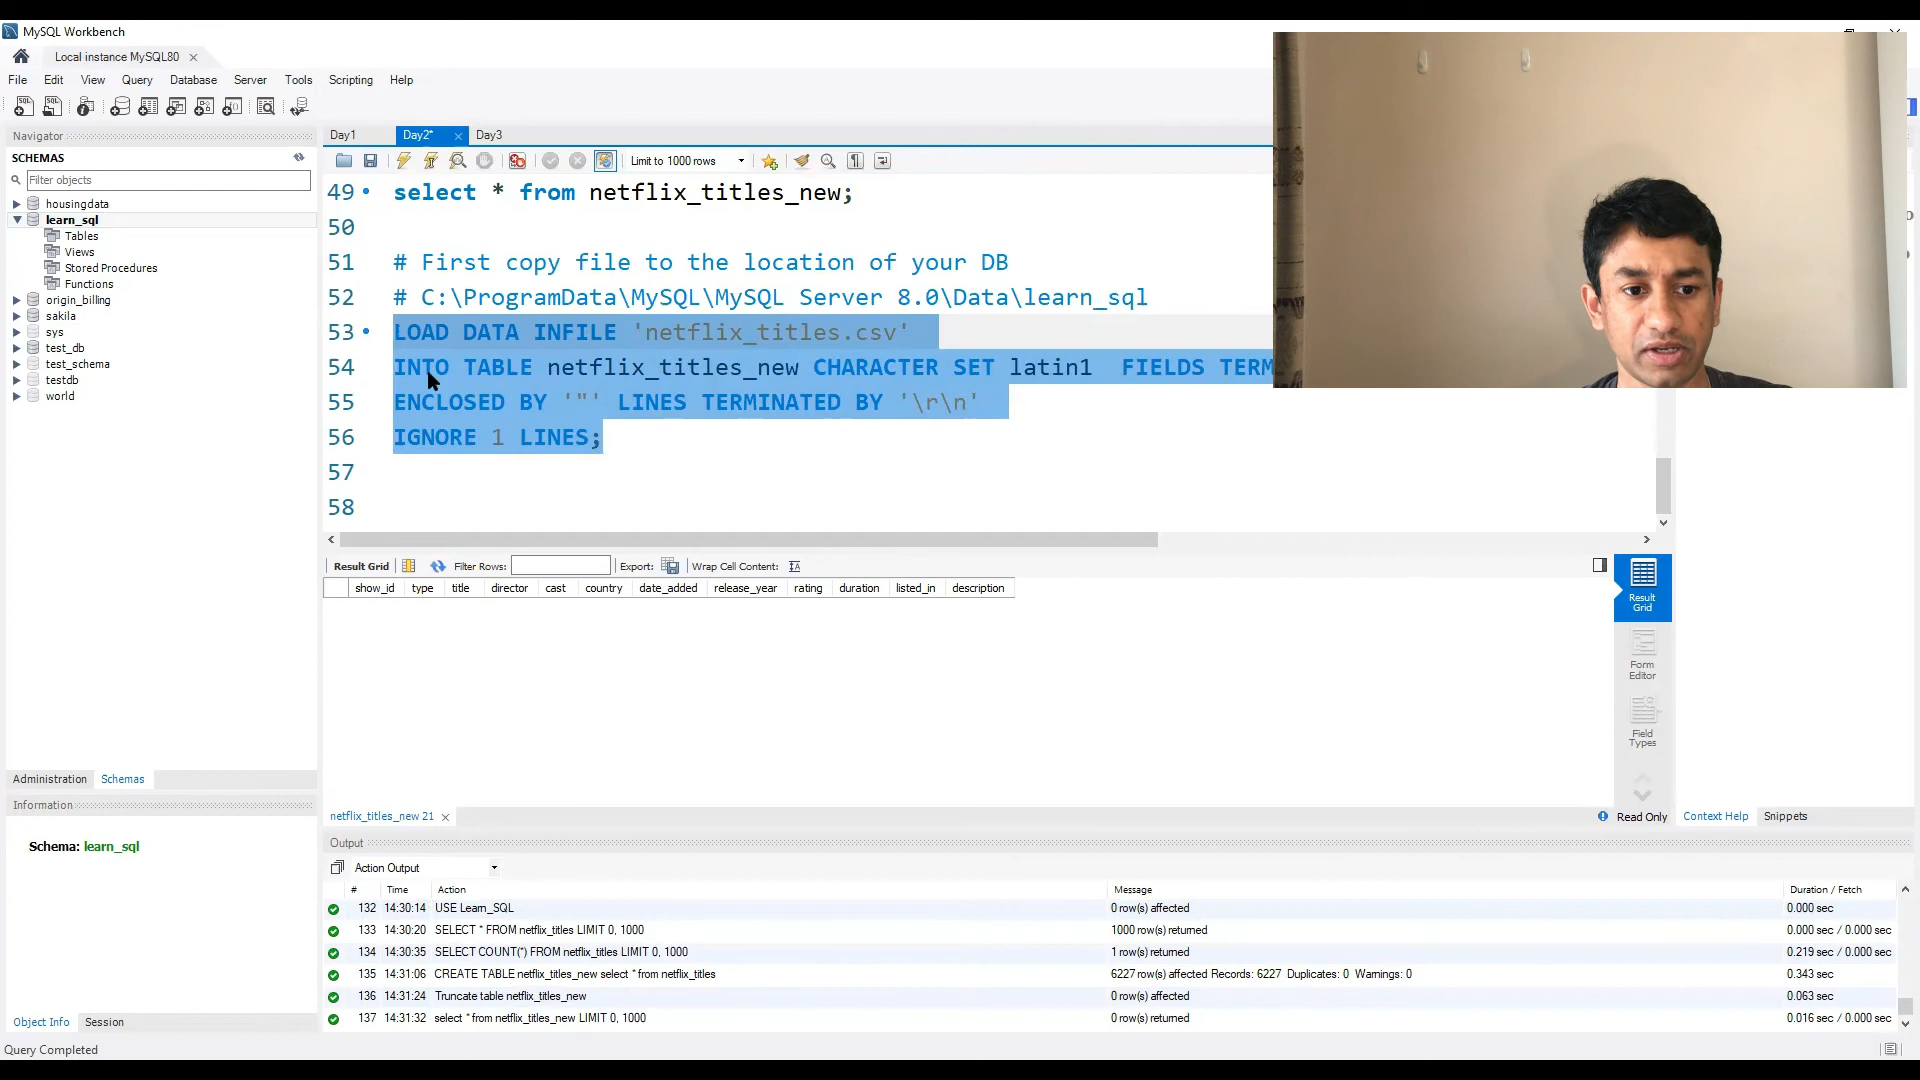 MySQL Workbench
Local instance MySQL80
File Edit View Query Database Server Tools Scripting Help
Navigator
SCHEMAS
Filter objects
housingdata
learn_sql
Tables
Views
Stored Procedures
Functions
origin_billing
sakila
sys
test_db
test_schema
testdb
world
Administration Schemas
Information
Schema: learn_sql
Object Info Session
Query Completed
Day1 Day2* Day3
Limit to 1000 rows
49 select * from netflix_titles_new;
50
51 # First copy file to the location of your DB
52 # C:\ProgramData\MySQL\MySQL Server 8.0\Data\learn_sql
53 LOAD DATA INFILE 'netflix_titles.csv'
54 INTO TABLE netflix_titles_new CHARACTER SET latin1 FIELDS TERM
55 ENCLOSED BY '"' LINES TERMINATED BY '\r\n'
56 IGNORE 1 LINES;
57
58
Result Grid Filter Rows: Export: Wrap Cell Content:
show_id type title director cast country date_added release_year rating duration listed_in description
Result Grid
Form Editor
Field Types
netflix_titles_new 21
Read Only
Context Help Snippets
Output
Action Output
# Time Action Message Duration / Fetch
132 14:30:14 USE Learn_SQL 0 row(s) affected 0.000 sec
133 14:30:20 SELECT * FROM netflix_titles LIMIT 0, 1000 1000 row(s) returned 0.000 sec / 0.000 sec
134 14:30:35 SELECT COUNT(*) FROM netflix_titles LIMIT 0, 1000 1 row(s) returned 0.219 sec / 0.000 sec
135 14:31:06 CREATE TABLE netflix_titles_new select * from netflix_titles 6227 row(s) affected Records: 6227 Duplicates: 0 Warnings: 0 0.343 sec
136 14:31:24 Truncate table netflix_titles_new 0 row(s) affected 0.063 sec
137 14:31:32 select * from netflix_titles_new LIMIT 0, 1000 0 row(s) returned 0.016 sec / 0.000 sec